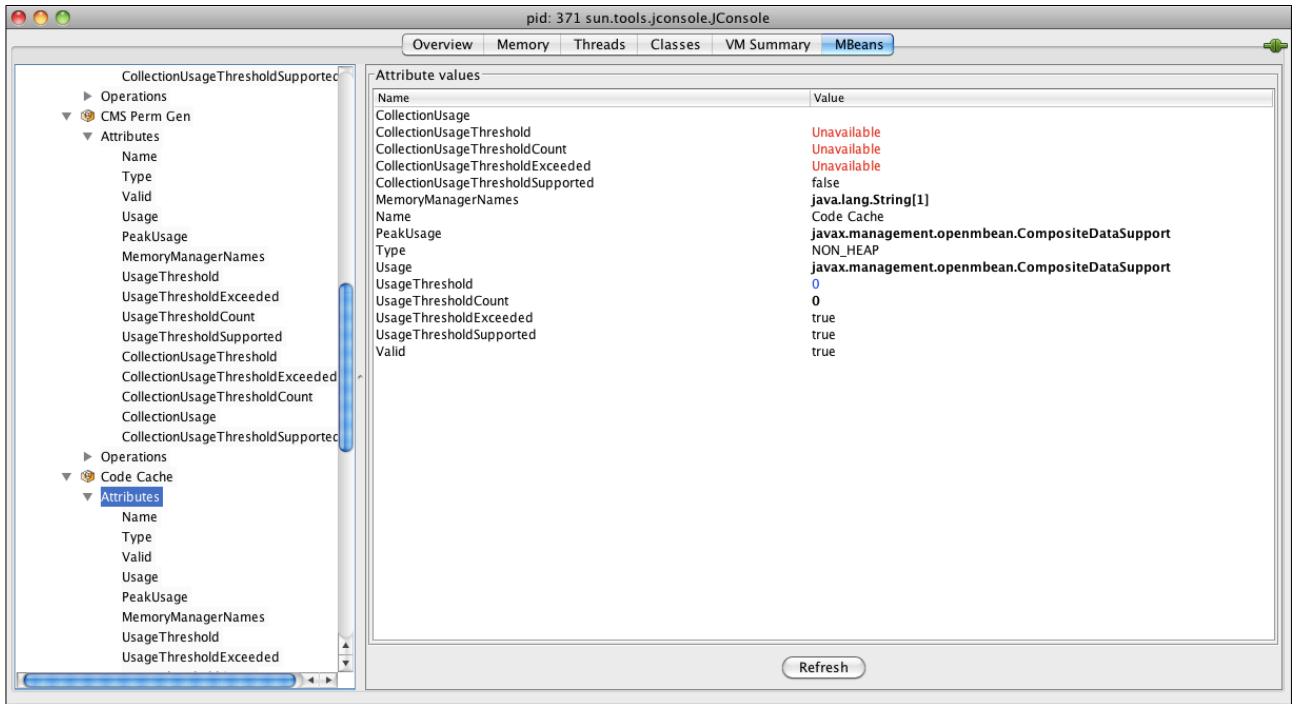 pid: 371 sun.tools.jconsole.JConsole
Overview Memory Threads Classes VM Summary MBeans
CollectionUsageThresholdSupported
Operations
CMS Perm Gen
Attributes
Name
Type
Valid
Usage
PeakUsage
MemoryManagerNames
UsageThreshold
UsageThresholdExceeded
UsageThresholdCount
UsageThresholdSupported
CollectionUsageThreshold
CollectionUsageThresholdExceeded
CollectionUsageThresholdCount
CollectionUsage
CollectionUsageThresholdSupported
Operations
Code Cache
Attributes
Name
Type
Valid
Usage
PeakUsage
MemoryManagerNames
UsageThreshold
UsageThresholdExceeded
Attribute values
Name Value
CollectionUsage
CollectionUsageThreshold Unavailable
CollectionUsageThresholdCount Unavailable
CollectionUsageThresholdExceeded Unavailable
CollectionUsageThresholdSupported false
MemoryManagerNames java.lang.String[1]
Name Code Cache
PeakUsage javax.management.openmbean.CompositeDataSupport
Type NON_HEAP
Usage javax.management.openmbean.CompositeDataSupport
UsageThreshold 0
UsageThresholdCount 0
UsageThresholdExceeded true
UsageThresholdSupported true
Valid true
Refresh